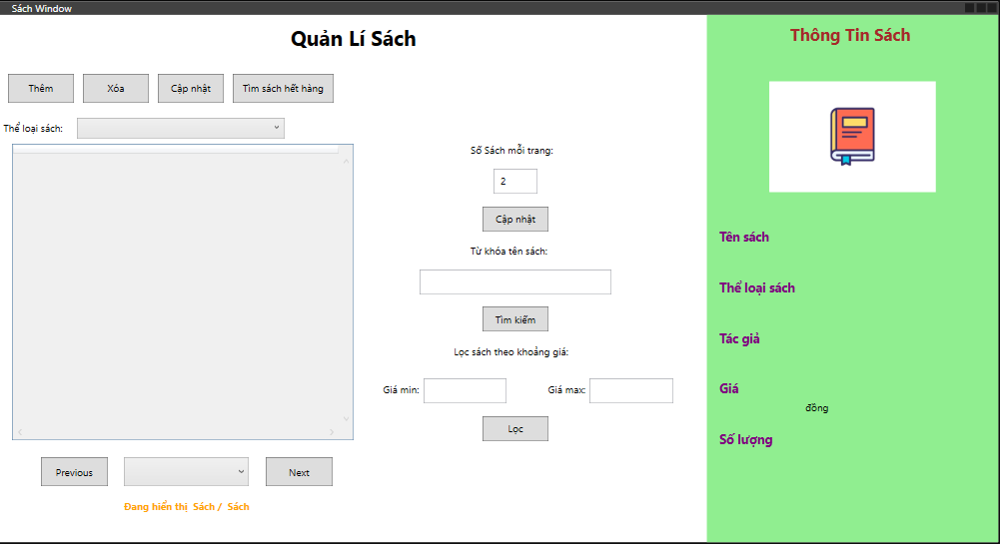 Sách Window
Quản Lí Sách
Thêm
Xóa
Cập nhật
Tìm sách hết hàng
Thể loại sách:
Số Sách mỗi trang:
2
Cập nhật
Từ khóa tên sách:
Tìm kiếm
Lọc sách theo khoảng giá:
Giá min:
Giá max:
Lọc
Previous
Next
Đang hiển thị Sách / Sách
Thông Tin Sách
Tên sách
Thể loại sách
Tác giả
Giá
đồng
Số lượng